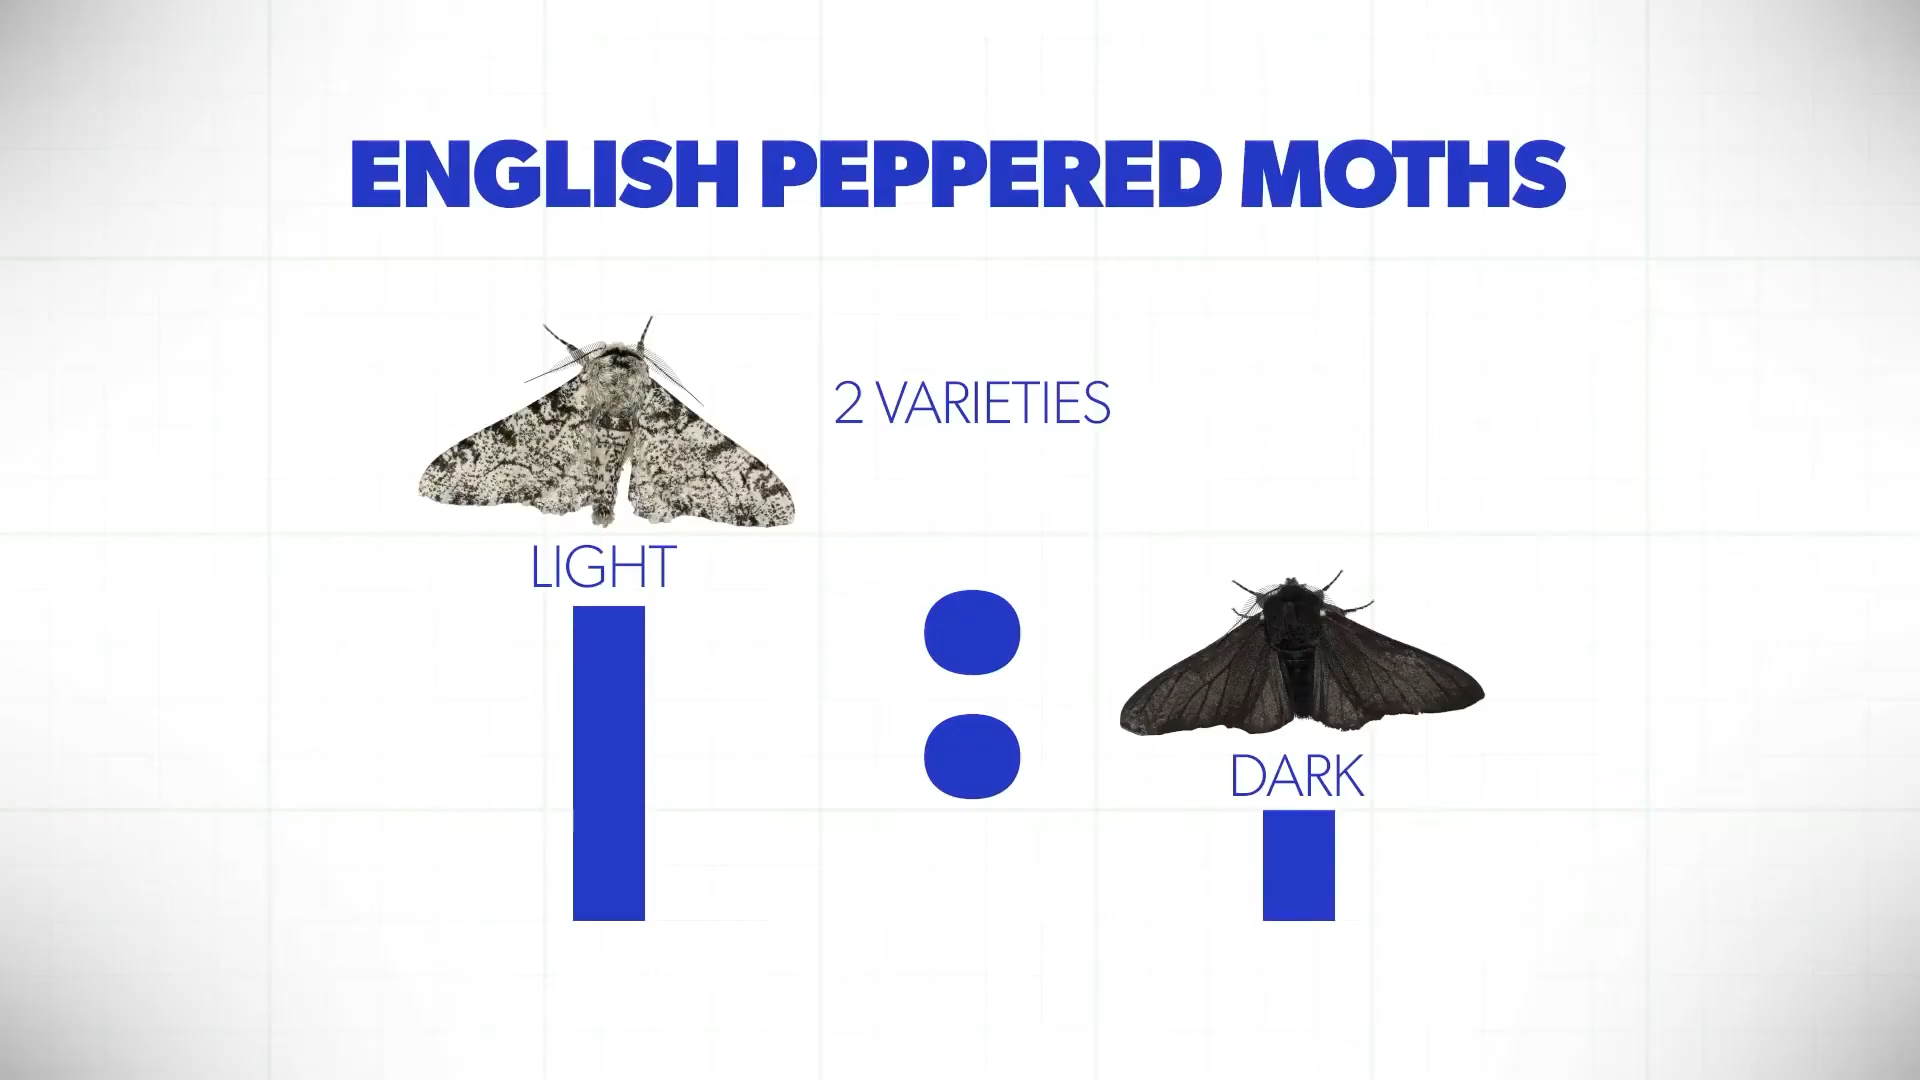 ENGLISH PEPPERED MOTHS
2 VARIETIES
LIGHT
:
DARK